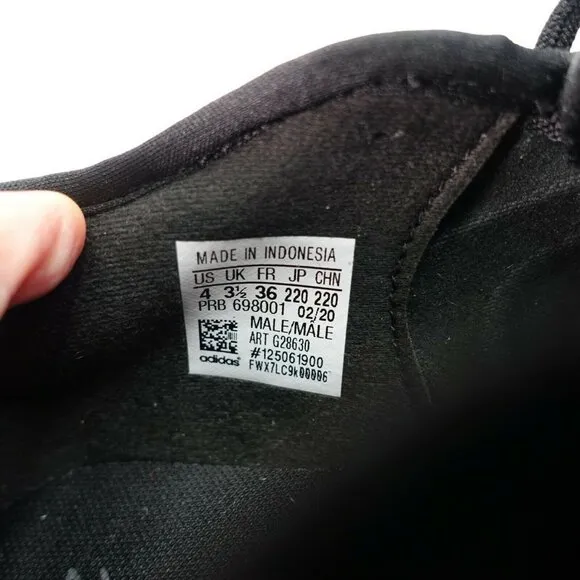 MADE IN INDONESIA
US UK FR JP CHN
4 3½ 36 220 220
PRB 698001 02/20
MALE/MÂLE
ART G28630
#125061900
FWX7LC9k00006
adidas